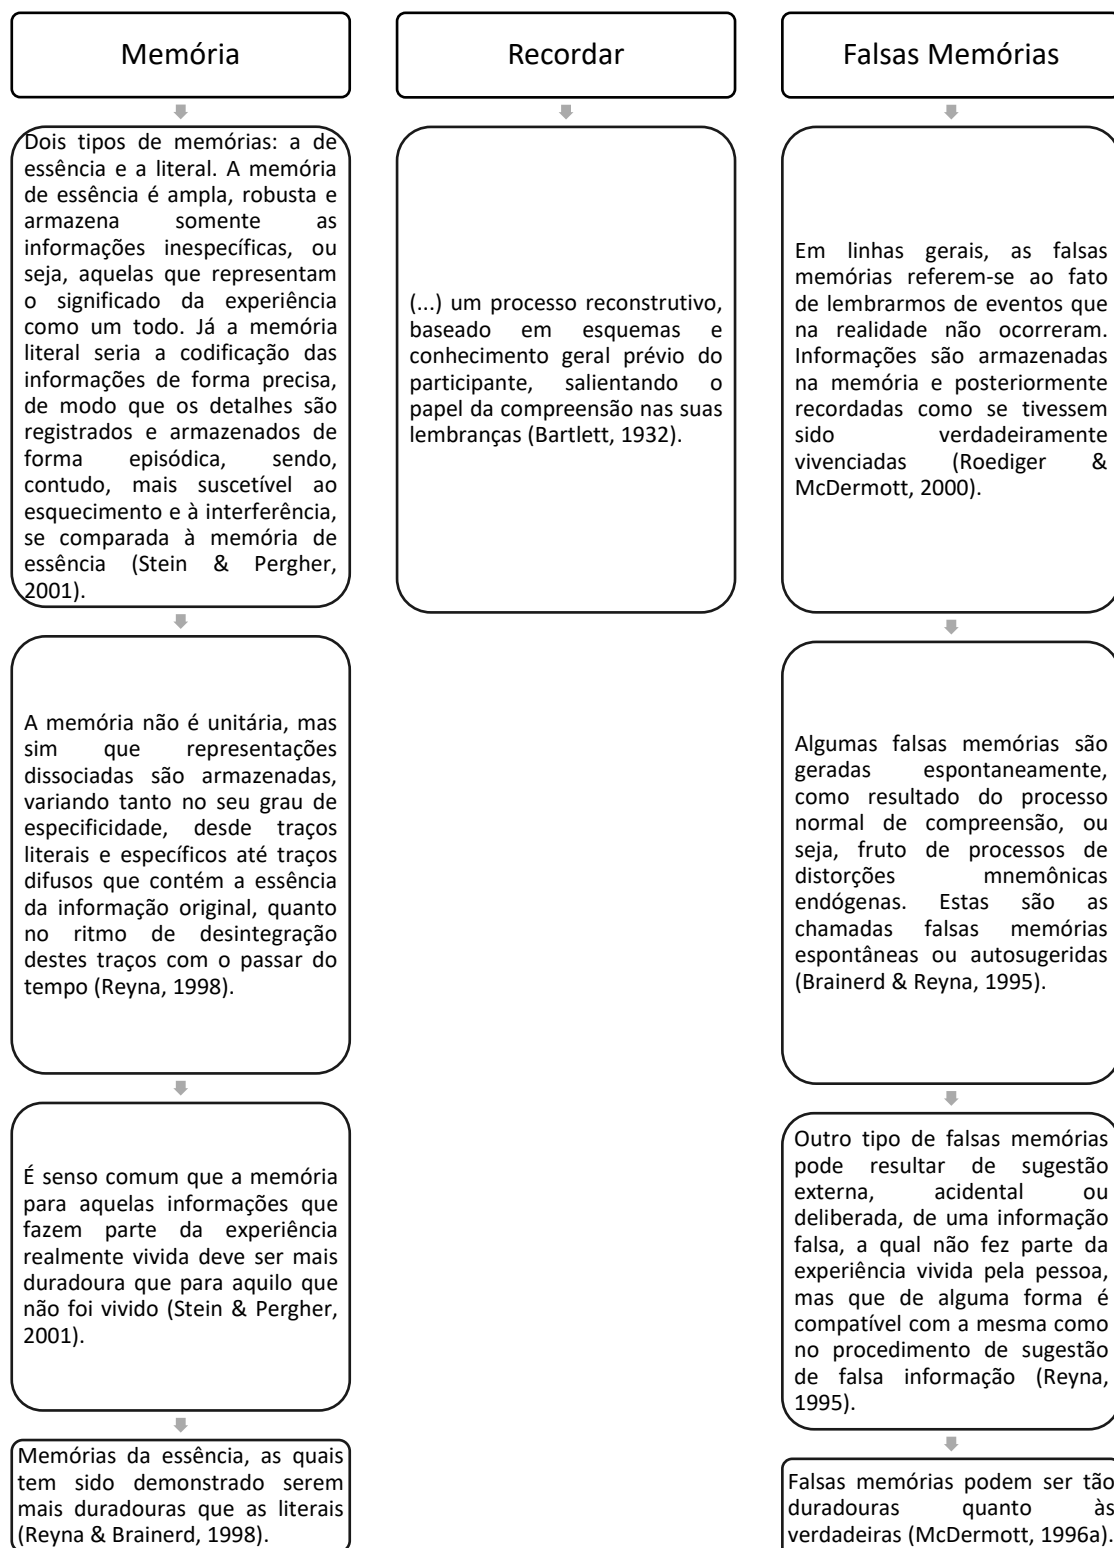 Memória
Dois tipos de memórias: a de
essência e a literal. A memória
de essência é ampla, robusta e
armazena somente as
informações inespecíficas, ou
seja, aquelas que representam
o significado da experiência
como um todo. Já a memória
literal seria a codificação das
informações de forma precisa,
de modo que os detalhes são
registrados e armazenados de
forma episódica, sendo,
contudo, mais suscetível ao
esquecimento e à interferência,
se comparada à memória de
essência (Stein & Pergher,
2001).
A memória não é unitária, mas
sim que representações
dissociadas são armazenadas,
variando tanto no seu grau de
especificidade, desde traços
literais e específicos até traços
difusos que contém a essência
da informação original, quanto
no ritmo de desintegração
destes traços com o passar do
tempo (Reyna, 1998).
É senso comum que a memória
para aquelas informações que
fazem parte da experiência
realmente vivida deve ser mais
duradoura que para aquilo que
não foi vivido (Stein & Pergher,
2001).
Memórias da essência, as quais
tem sido demonstrado serem
mais duradouras que as literais
(Reyna & Brainerd, 1998).
Recordar
(...) um processo reconstrutivo,
baseado em esquemas e
conhecimento geral prévio do
participante, salientando o
papel da compreensão nas suas
lembranças (Bartlett, 1932).
Falsas Memórias
Em linhas gerais, as falsas
memórias referem-se ao fato
de lembrarmos de eventos que
na realidade não ocorreram.
Informações são armazenadas
na memória e posteriormente
recordadas como se tivessem
sido verdadeiramente
vivenciadas (Roediger &
McDermott, 2000).
Algumas falsas memórias são
geradas espontaneamente,
como resultado do processo
normal de compreensão, ou
seja, fruto de processos de
distorções mnemônicas
endógenas. Estas são as
chamadas falsas memórias
espontâneas ou autosugeridas
(Brainerd & Reyna, 1995).
Outro tipo de falsas memórias
pode resultar de sugestão
externa, acidental ou
deliberada, de uma informação
falsa, a qual não fez parte da
experiência vivida pela pessoa,
mas que de alguma forma é
compatível com a mesma como
no procedimento de sugestão
de falsa informação (Reyna,
1995).
Falsas memórias podem ser tão
duradouras quanto às
verdadeiras (McDermott, 1996a).